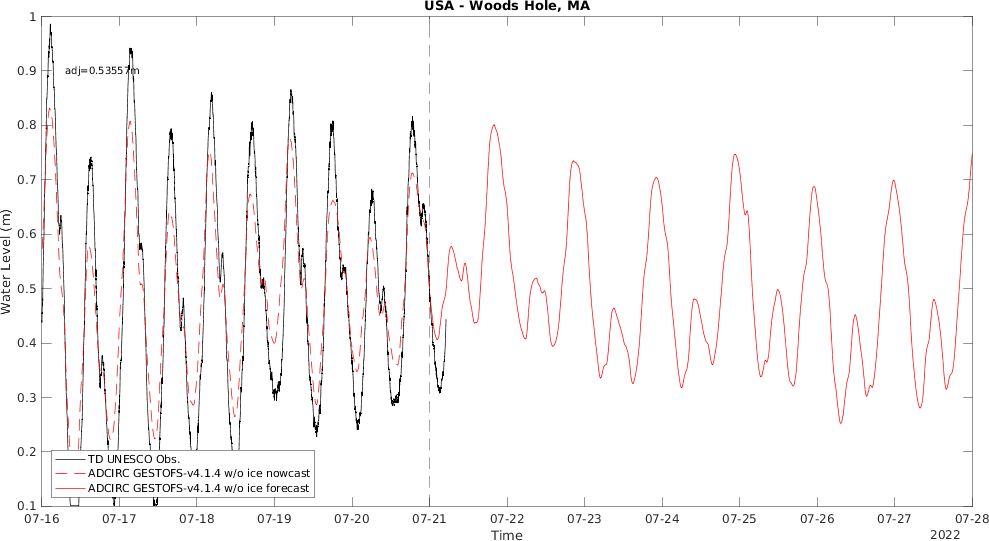 USA - Woods Hole, MA
1
0.9
0.8
0.7
0.6
0.5
0.4
0.3
0.2
0.1
Water Level (m)
adj=0.53557m
TD UNESCO Obs.
ADCIRC GESTOFS-v4.1.4 w/o ice nowcast
ADCIRC GESTOFS-v4.1.4 w/o ice forecast
07-16 07-17 07-18 07-19 07-20 07-21 07-22 07-23 07-24 07-25 07-26 07-27 07-28
Time
2022